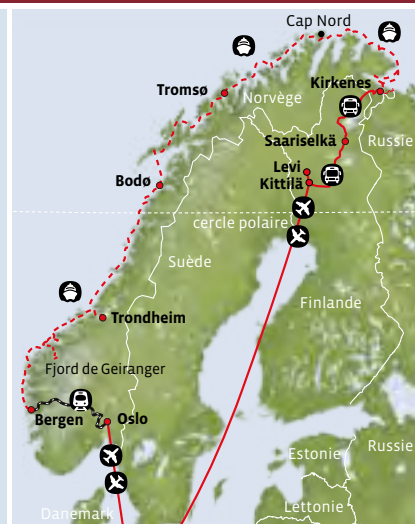 Cap Nord
Kirkenes
Tromsø
Norvège
Russie
Saariselkä
Levi
Kittilä
Bodø
cercle polaire
Suède
Finlande
Trondheim
Fjord de Geiranger
Bergen
Oslo
Estonie
Russie
Danemark
Lettonie